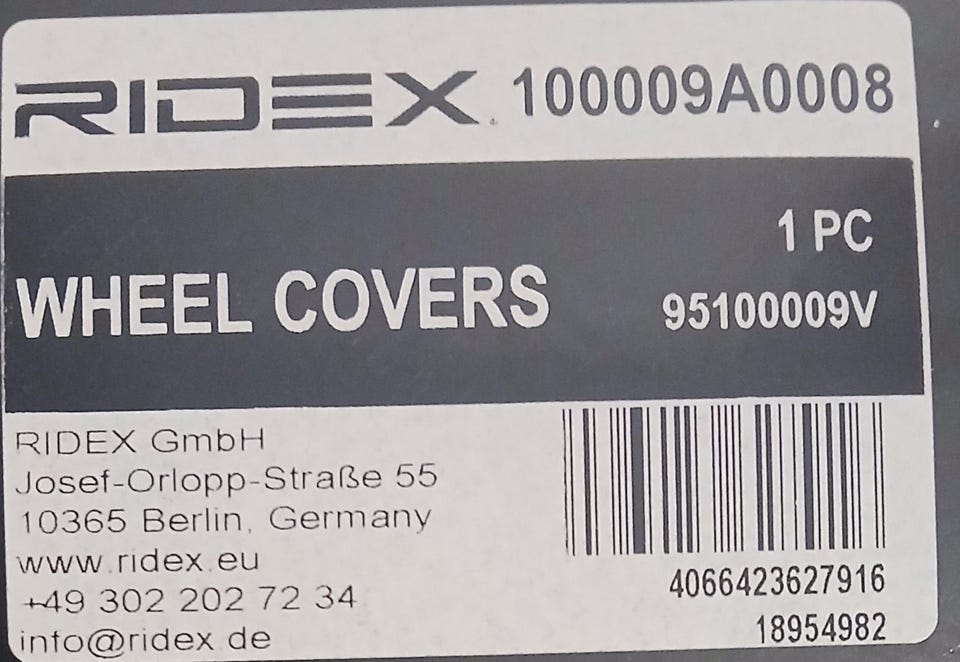 RIDEX 100009A0008
1 PC
WHEEL COVERS
95100009V
RIDEX GmbH
Josef-Orlopp-Straße 55
10365 Berlin, Germany
www.ridex.eu
+49 302 202 72 34
info@ridex.de
4066423627916
18954982